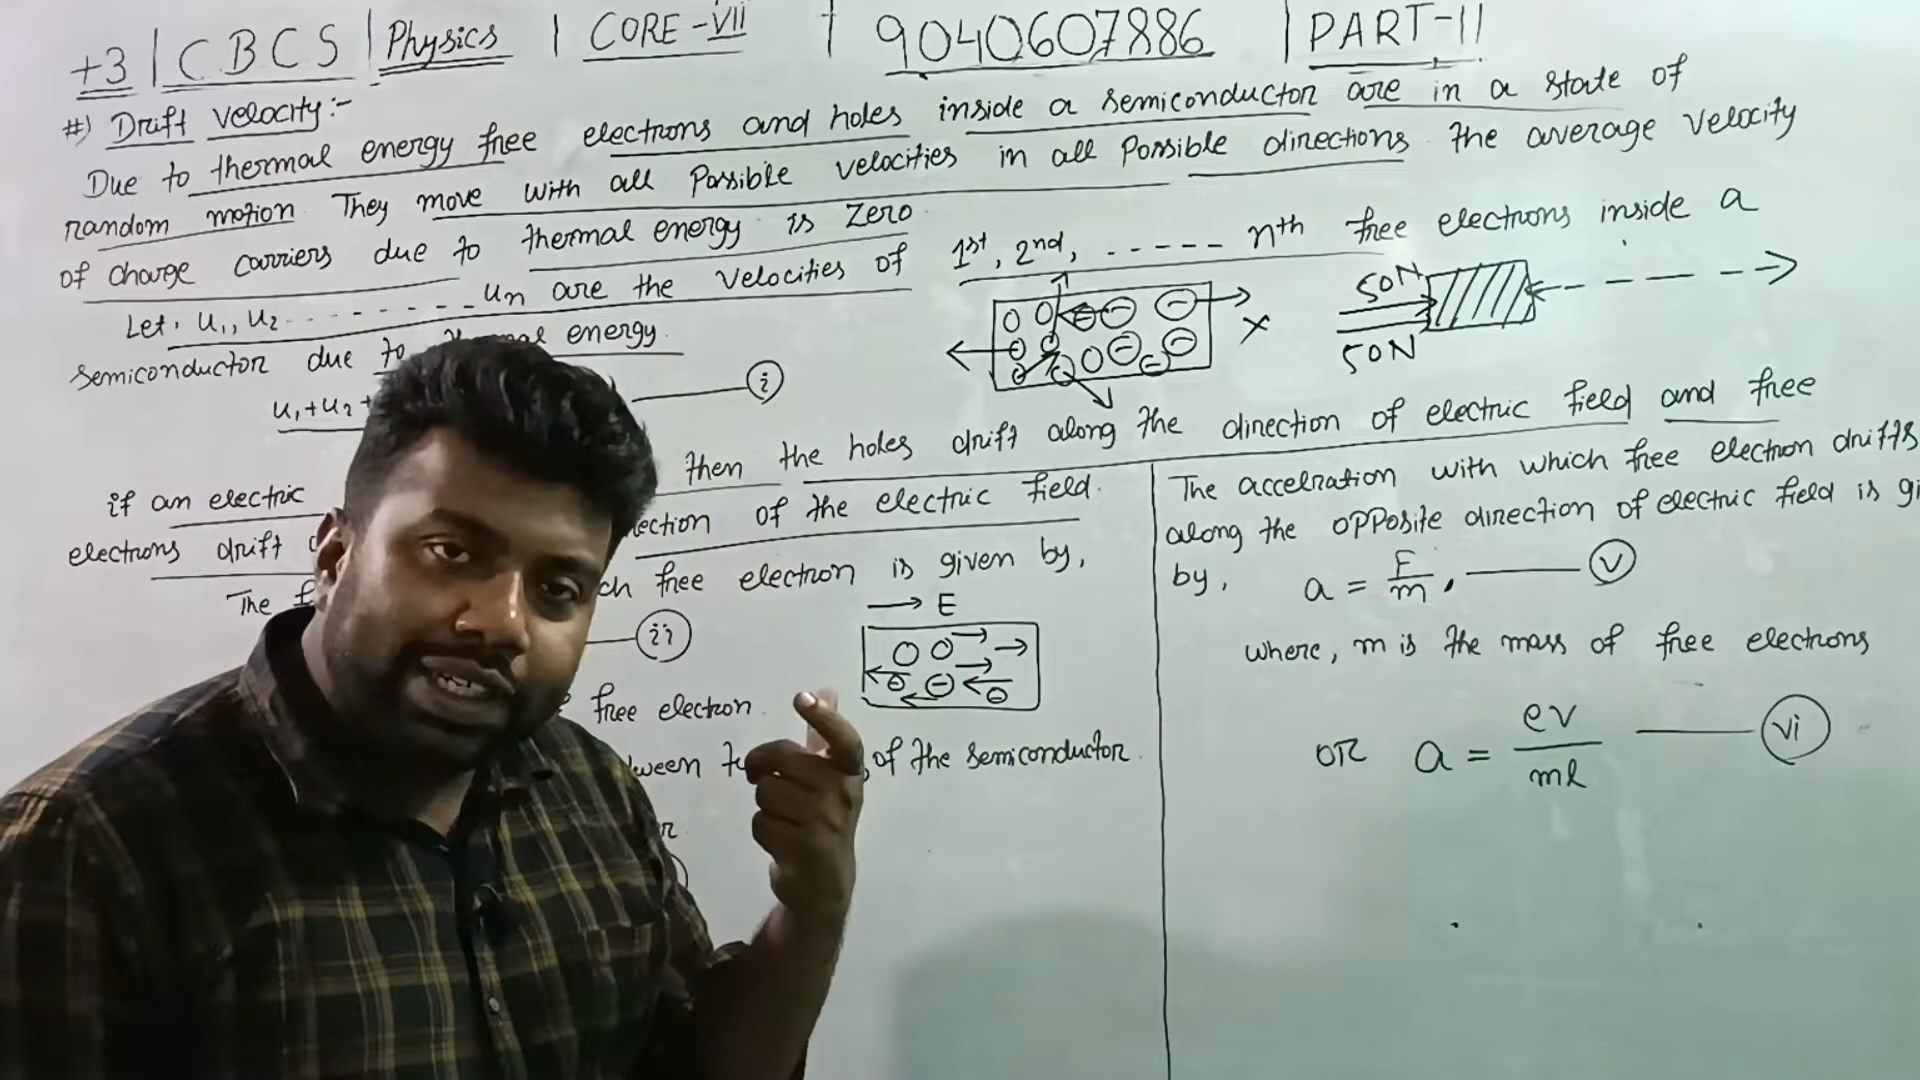 +3 | CBCS | Physics | CORE-VII | 9040607886 | PART-11
#) Drift velocity:-
Due to thermal energy free electrons and holes inside a semiconductor are in a state of
random motion They move with all Possible velocities in all Possible directions. The average velocity
of charge carriers due to thermal energy is Zero
Let, u1, u2 - - - - - - - un are the velocities of 1st, 2nd, - - - - - nth free electrons inside a
semiconductor due to energy.
u1+u2+ (i)
50N
50N
E
if an electric then the holes drift along the direction of electric field and free
electrons drift of the electric field.
The free electron is given by,
(ii)
free electron.
of the semiconductor.
The accelration with which free electron drifts
along the opposite direction of electric field is
by, a = F/m, (v)
where, m is the mass of free electrons
OR a = ev/ml (vi)